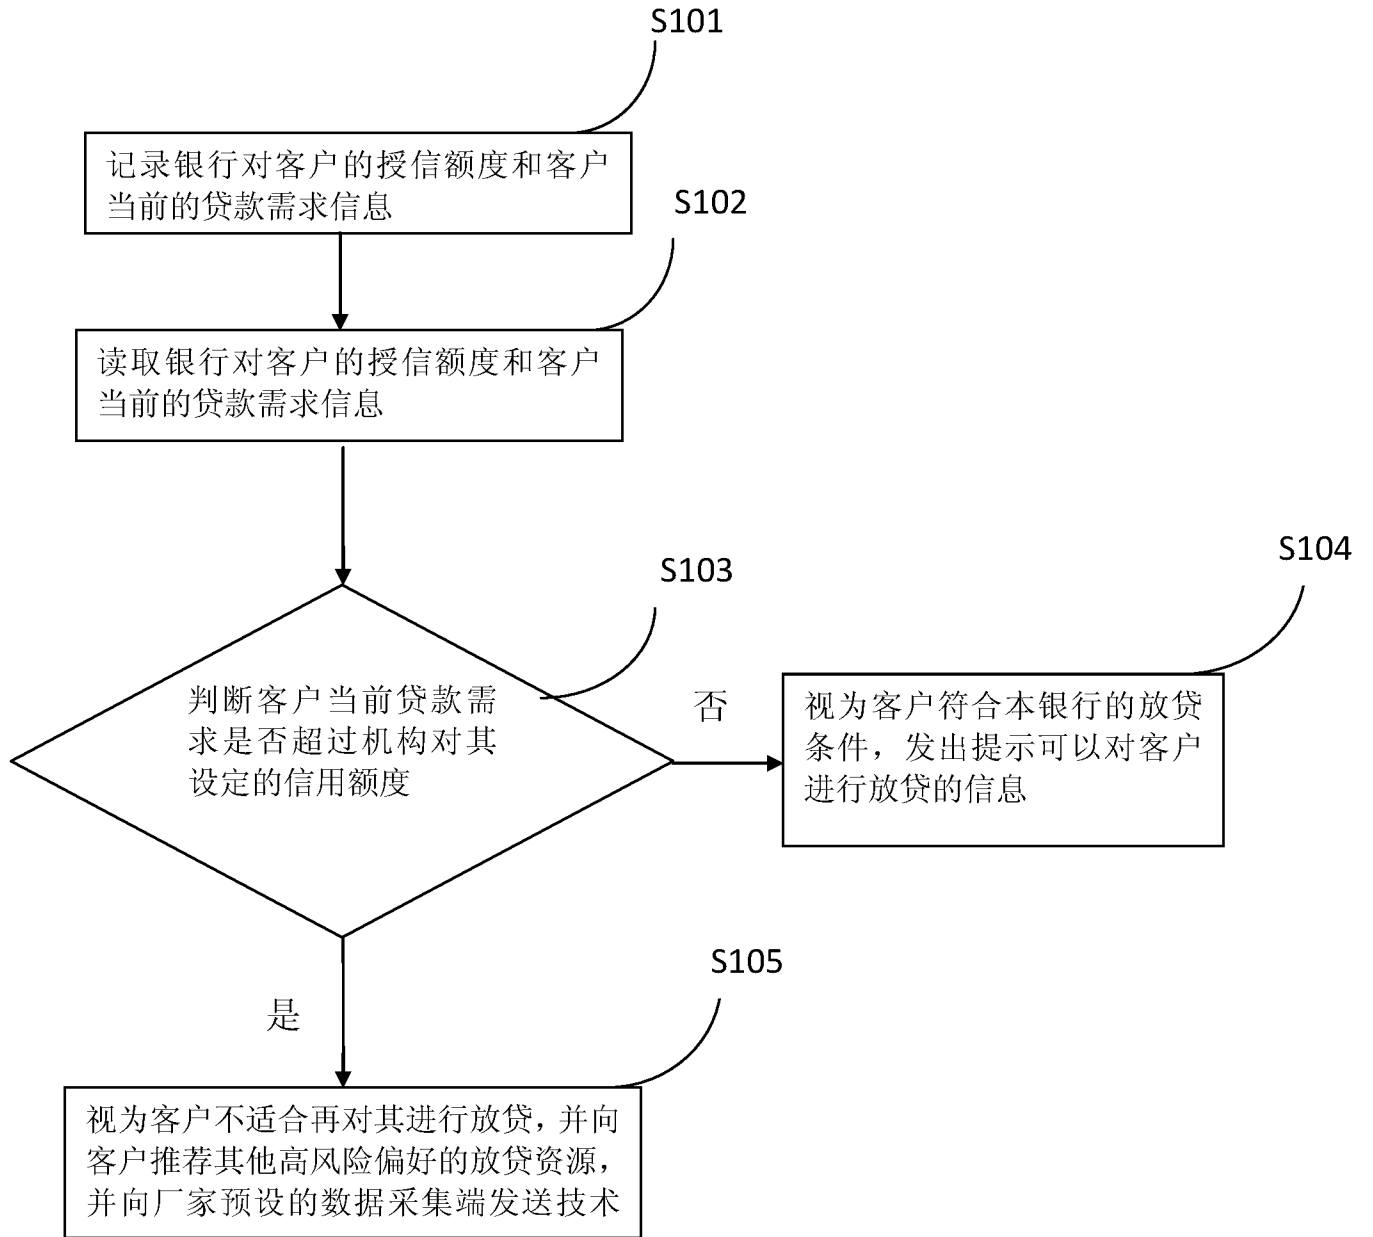 S101
记录银行对客户的授信额度和客户
当前的贷款需求信息
S102
读取银行对客户的授信额度和客户
当前的贷款需求信息
S103
判断客户当前贷款需
求是否超过机构对其
设定的信用额度
否
S104
视为客户符合本银行的放贷
条件，发出提示可以对客户
进行放贷的信息
是
S105
视为客户不适合再对其进行放贷，并向
客户推荐其他高风险偏好的放贷资源，
并向厂家预设的数据采集端发送技术